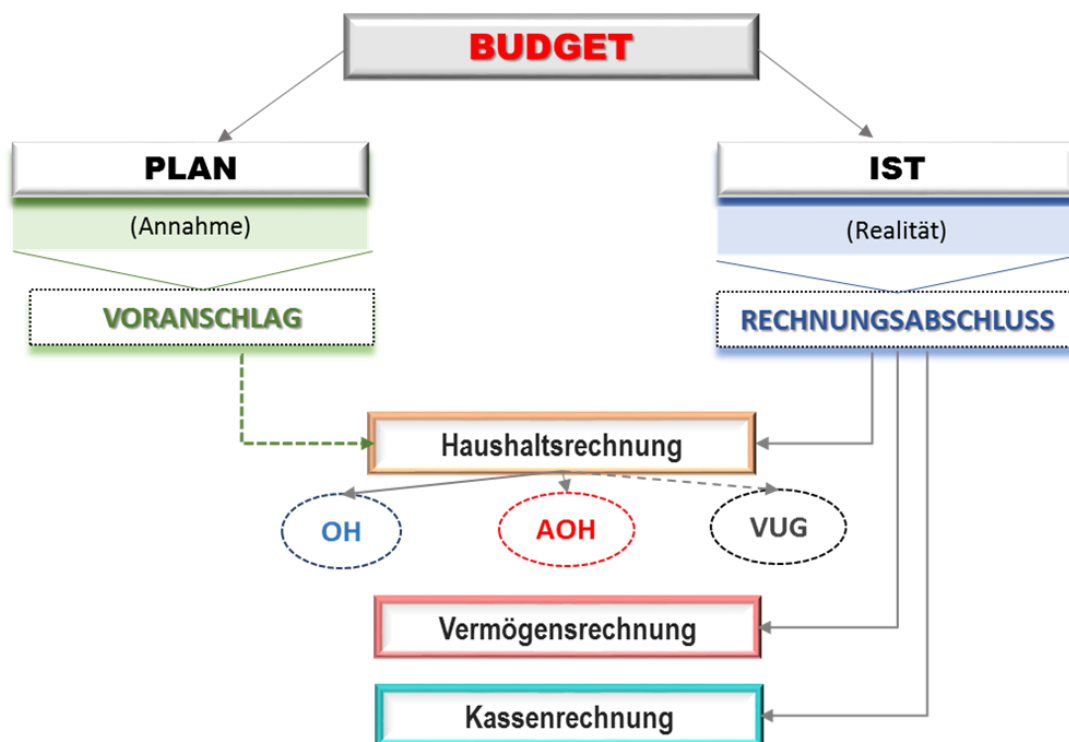 BUDGET
PLAN
(Annahme)
VORANSCHLAG
IST
(Realität)
RECHNUNGSABSCHLUSS
Haushaltsrechnung
OH
AOH
VUG
Vermögensrechnung
Kassenrechnung